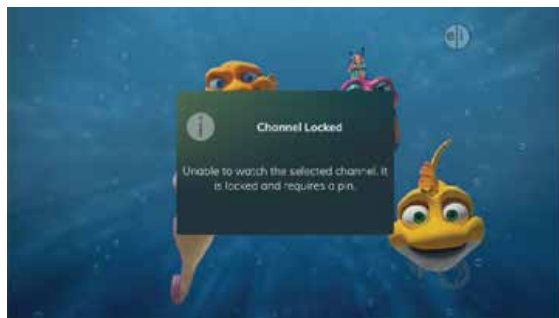 Channel Locked
Unable to watch the selected channel. It
is locked and requires a pin.